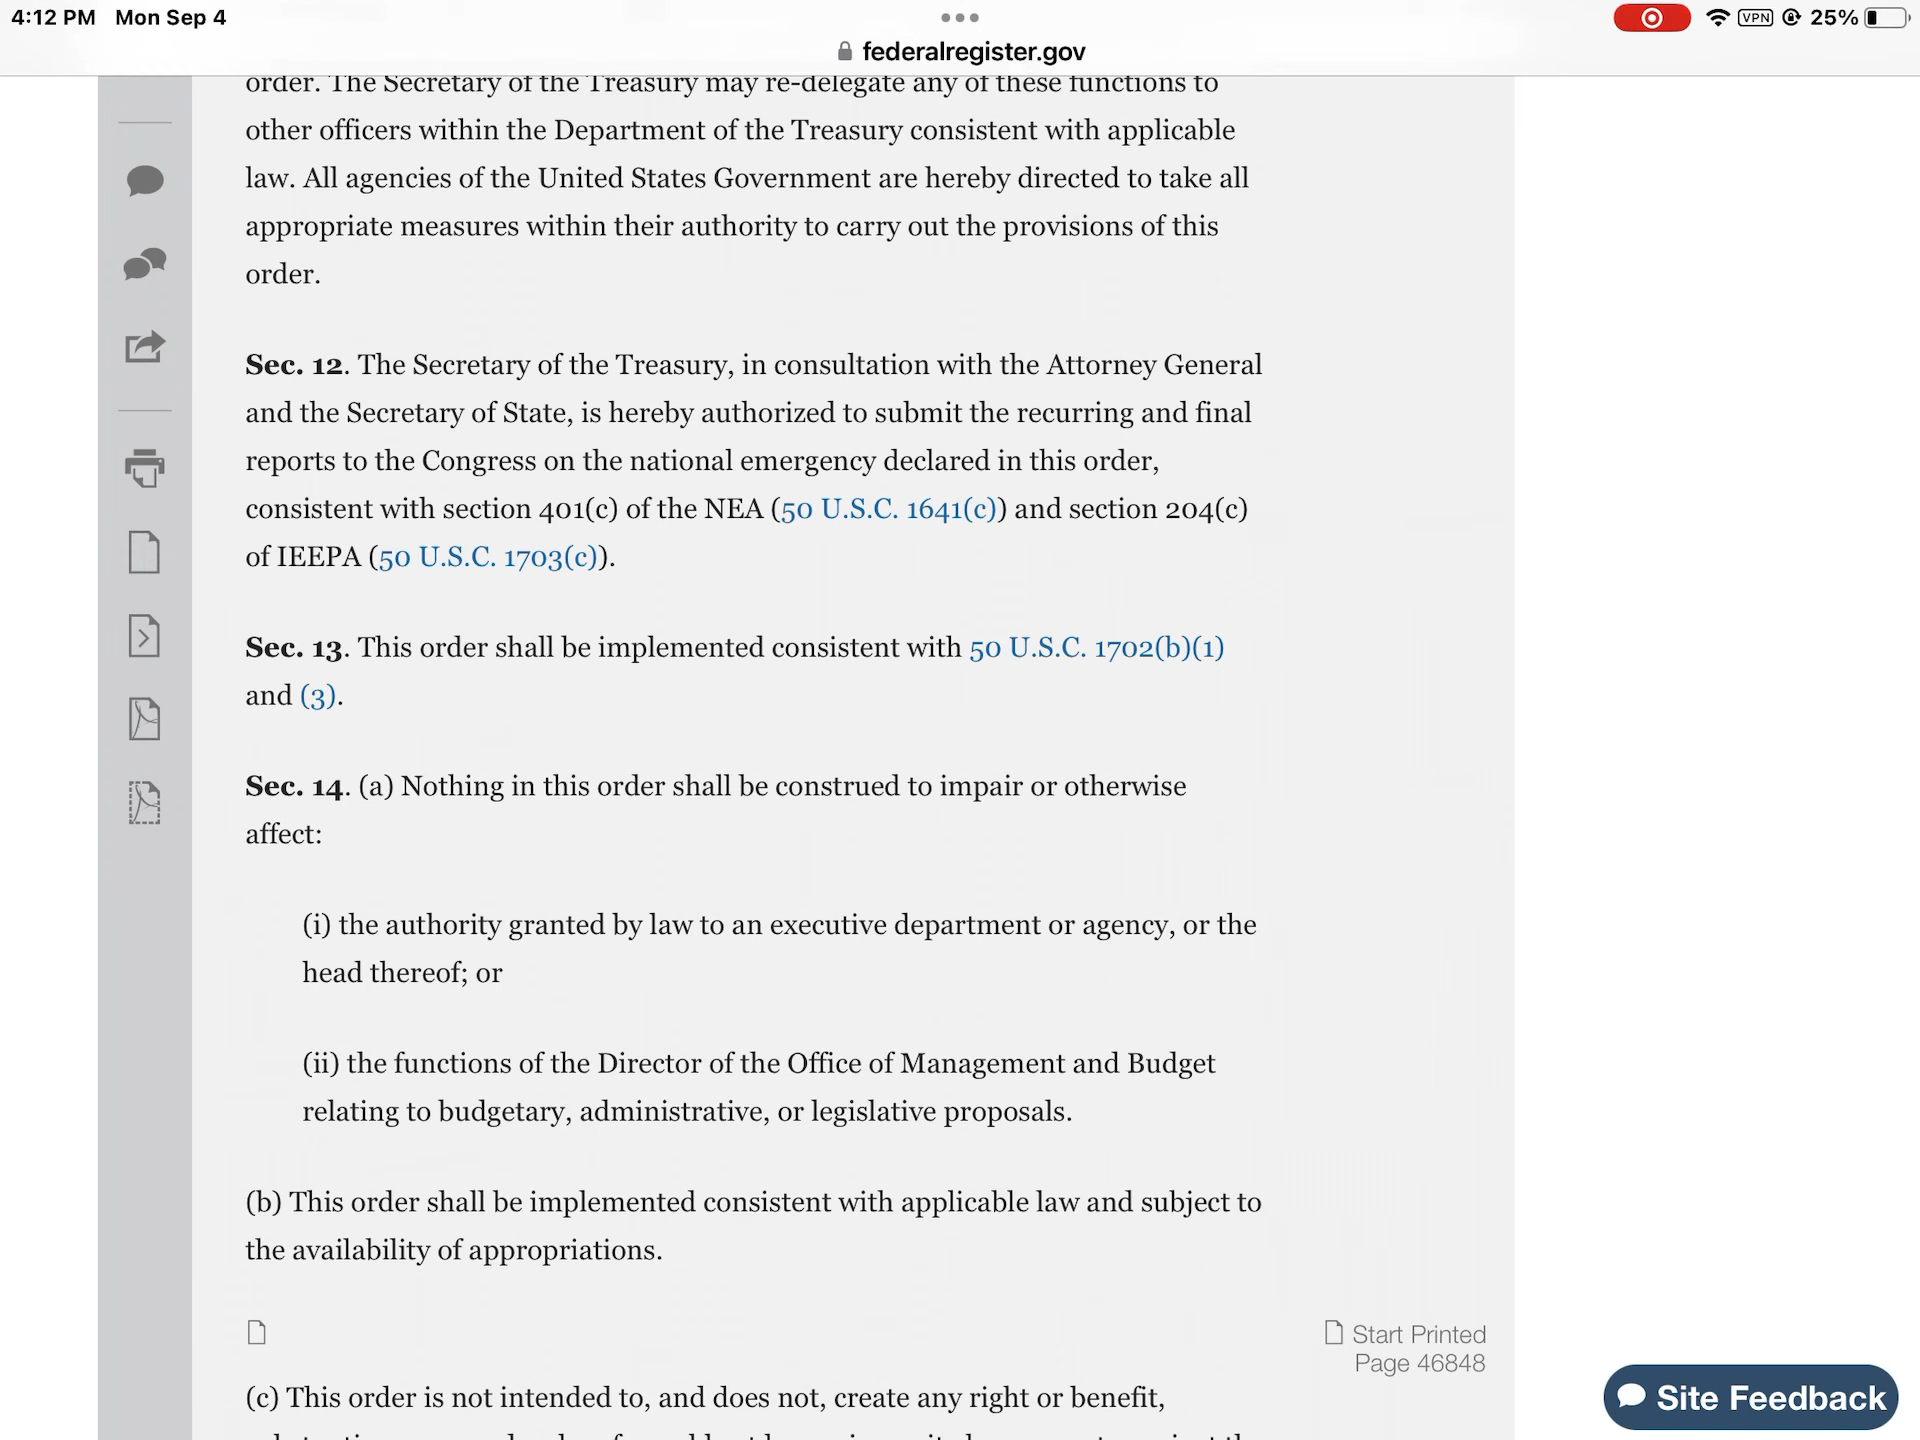 4:12 PM Mon Sep 4
VPN 25%
federalregister.gov
order. The Secretary of the Treasury may re-delegate any of these functions to
other officers within the Department of the Treasury consistent with applicable
law. All agencies of the United States Government are hereby directed to take all
appropriate measures within their authority to carry out the provisions of this
order.
Sec. 12. The Secretary of the Treasury, in consultation with the Attorney General
and the Secretary of State, is hereby authorized to submit the recurring and final
reports to the Congress on the national emergency declared in this order,
consistent with section 401(c) of the NEA (50 U.S.C. 1641(c)) and section 204(c)
of IEEPA (50 U.S.C. 1703(c)).
Sec. 13. This order shall be implemented consistent with 50 U.S.C. 1702(b)(1)
and (3).
Sec. 14. (a) Nothing in this order shall be construed to impair or otherwise
affect:
(i) the authority granted by law to an executive department or agency, or the
head thereof; or
(ii) the functions of the Director of the Office of Management and Budget
relating to budgetary, administrative, or legislative proposals.
(b) This order shall be implemented consistent with applicable law and subject to
the availability of appropriations.
Start Printed
Page 46848
(c) This order is not intended to, and does not, create any right or benefit,
Site Feedback